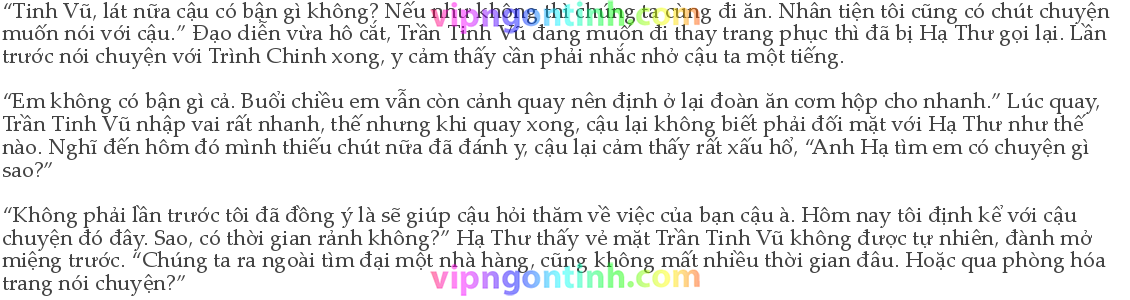 “Tinh Vũ, lát nữa cậu có bận gì không? Nếu như không thì chúng ta cùng đi ăn. Nhân tiện tôi cũng có chút chuyện
vipngontinh.com
muốn nói với cậu.” Đạo diễn vừa hô cắt, Trần Tinh Vũ đang muốn đi thay trang phục thì đã bị Hạ Thư gọi lại. Lần
trước nói chuyện với Trình Chinh xong, y cảm thấy cần phải nhắc nhở cậu ta một tiếng.
“Em không có bận gì cả. Buổi chiều em vẫn còn cảnh quay nên định ở lại đoàn ăn cơm hộp cho nhanh.” Lúc quay,
Trần Tinh Vũ nhập vai rất nhanh, thế nhưng khi quay xong, cậu lại không biết phải đối mặt với Hạ Thư như thế
nào. Nghĩ đến hôm đó mình thiếu chút nữa đã đánh y, cậu lại cảm thấy rất xấu hổ, “Anh Hạ tìm em có chuyện gì
sao?”
“Không phải lần trước tôi đã đồng ý là sẽ giúp cậu hỏi thăm về việc của bạn cậu à. Hôm nay tôi định kể với cậu
chuyện đó đây. Sao, có thời gian rảnh không?” Hạ Thư thấy vẻ mặt Trần Tinh Vũ không được tự nhiên, đành mở
miệng trước. “Chúng ta ra ngoài tìm đại một nhà hàng, cũng không mất nhiều thời gian đâu. Hoặc qua phòng hóa
vipngontinh.com
trang nói chuyện?”